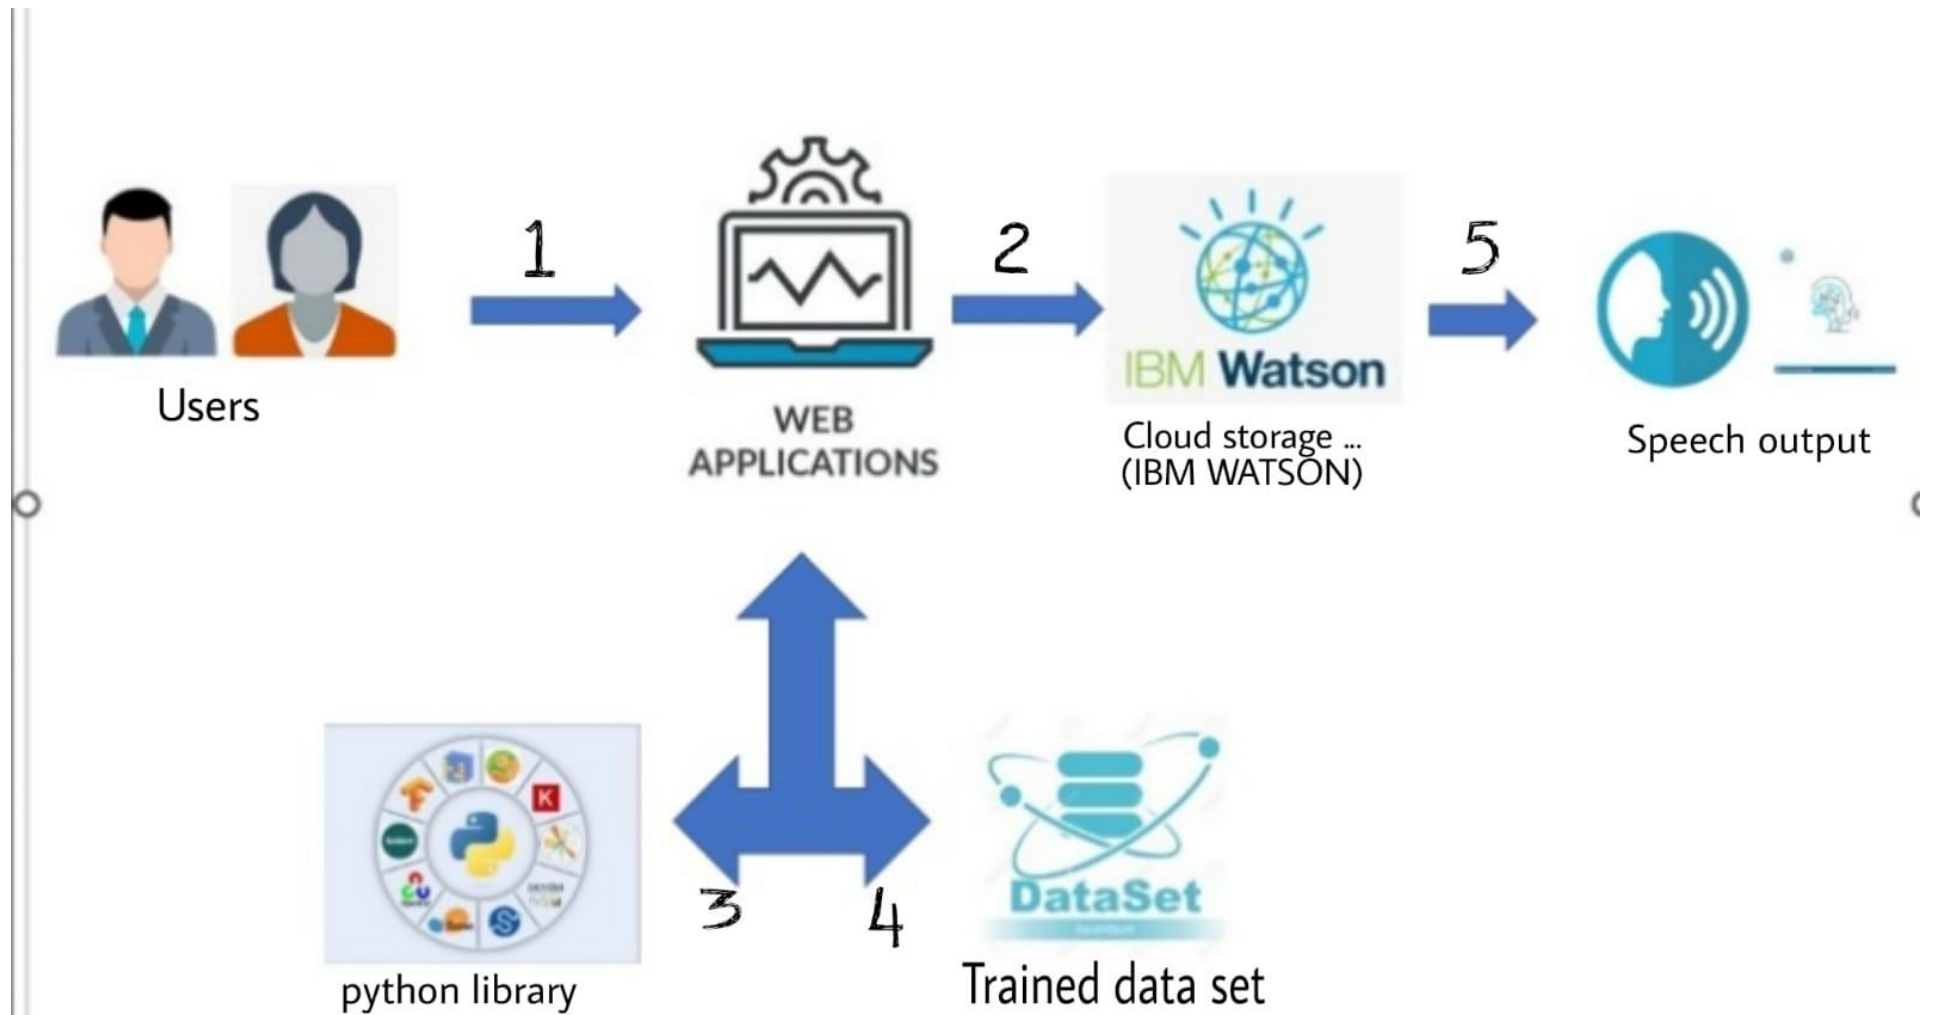 1
2
5
IBM Watson
Users
WEB
APPLICATIONS
Cloud storage ...
(IBM WATSON)
Speech output
K
3
4
DataSet
python library
Trained data set